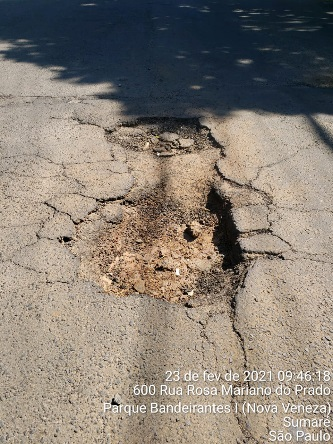 23 de fev de 2021 09:46:18
600 Rua Rosa Mariano do Prado
Parque Bandeirantes I (Nova Veneza)
Sumaré
São Paulo